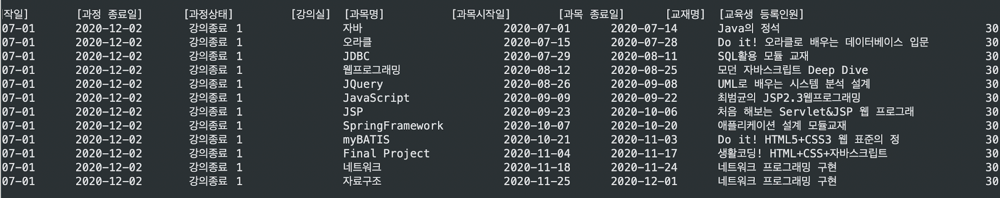 작일] [과정 종료일] [과정상태] [강의실] [과목명] [과목시작일] [과목 종료일] [교재명] [교육생 등록인원]
07-01 2020-12-02 강의종료 1 자바 2020-07-01 2020-07-14 Java의 정석 30
07-01 2020-12-02 강의종료 1 오라클 2020-07-15 2020-07-28 Do it! 오라클로 배우는 데이터베이스 입문 30
07-01 2020-12-02 강의종료 1 JDBC 2020-07-29 2020-08-11 SQL활용 모듈 교재 30
07-01 2020-12-02 강의종료 1 웹프로그래밍 2020-08-12 2020-08-25 모던 자바스크립트 Deep Dive 30
07-01 2020-12-02 강의종료 1 JQuery 2020-08-26 2020-09-08 UML로 배우는 시스템 분석 설계 30
07-01 2020-12-02 강의종료 1 JavaScript 2020-09-09 2020-09-22 최범균의 JSP2.3웹프로그래밍 30
07-01 2020-12-02 강의종료 1 JSP 2020-09-23 2020-10-06 처음 해보는 Servlet&JSP 웹 프로그래 30
07-01 2020-12-02 강의종료 1 SpringFramework 2020-10-07 2020-10-20 애플리케이션 설계 모듈교재 30
07-01 2020-12-02 강의종료 1 myBATIS 2020-10-21 2020-11-03 Do it! HTML5+CSS3 웹 표준의 정 30
07-01 2020-12-02 강의종료 1 Final Project 2020-11-04 2020-11-17 생활코딩! HTML+CSS+자바스크립트 30
07-01 2020-12-02 강의종료 1 네트워크 2020-11-18 2020-11-24 네트워크 프로그래밍 구현 30
07-01 2020-12-02 강의종료 1 자료구조 2020-11-25 2020-12-01 네트워크 프로그래밍 구현 30